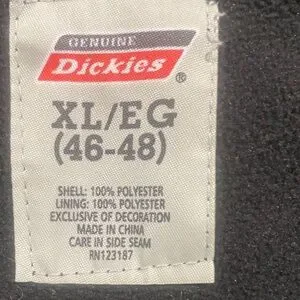 GENUINE
Dickies®
XL/EG
(46-48)
SHELL: 100% POLYESTER
LINING: 100% POLYESTER
EXCLUSIVE OF DECORATION
MADE IN CHINA
CARE IN SIDE SEAM
RN123187